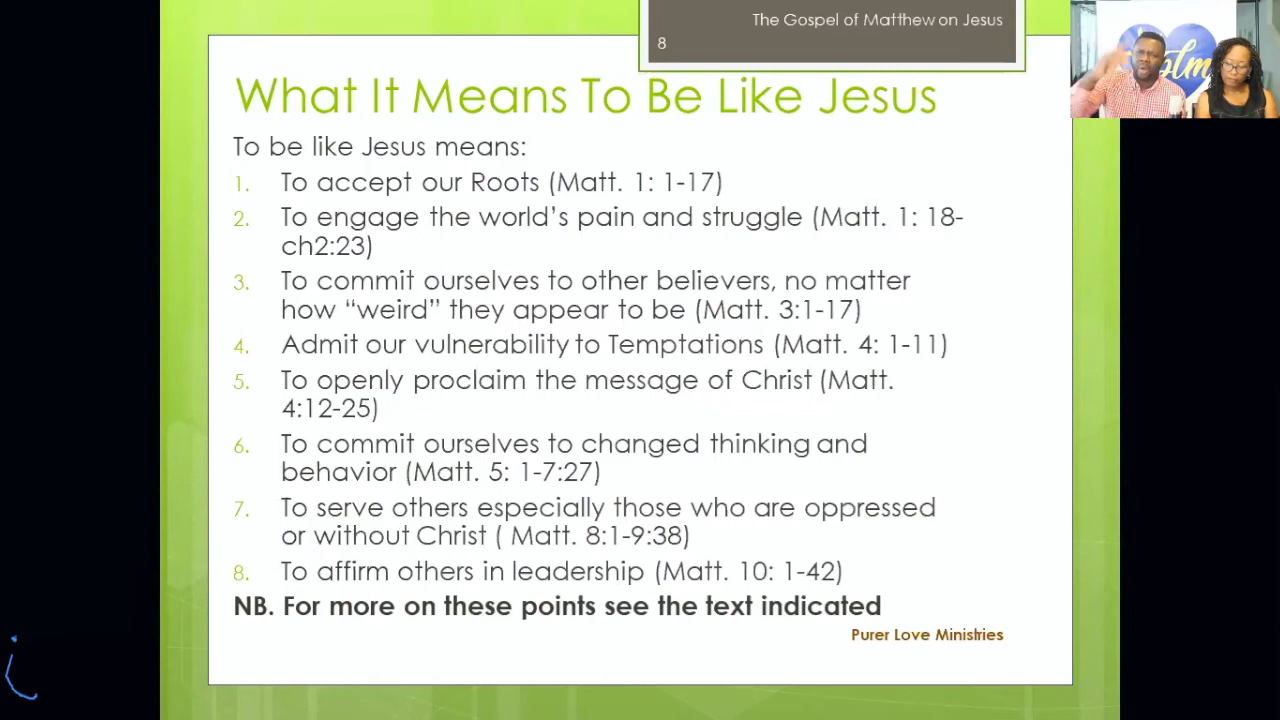 The Gospel of Matthew on Jesus
8
What It Means To Be Like Jesus
To be like Jesus means:
1. To accept our Roots (Matt. 1: 1-17)
2. To engage the world’s pain and struggle (Matt. 1: 18-
ch2:23)
3. To commit ourselves to other believers, no matter
how “weird” they appear to be (Matt. 3:1-17)
4. Admit our vulnerability to Temptations (Matt. 4: 1-11)
5. To openly proclaim the message of Christ (Matt.
4:12-25)
6. To commit ourselves to changed thinking and
behavior (Matt. 5: 1-7:27)
7. To serve others especially those who are oppressed
or without Christ ( Matt. 8:1-9:38)
8. To affirm others in leadership (Matt. 10: 1-42)
NB. For more on these points see the text indicated
Purer Love Ministries